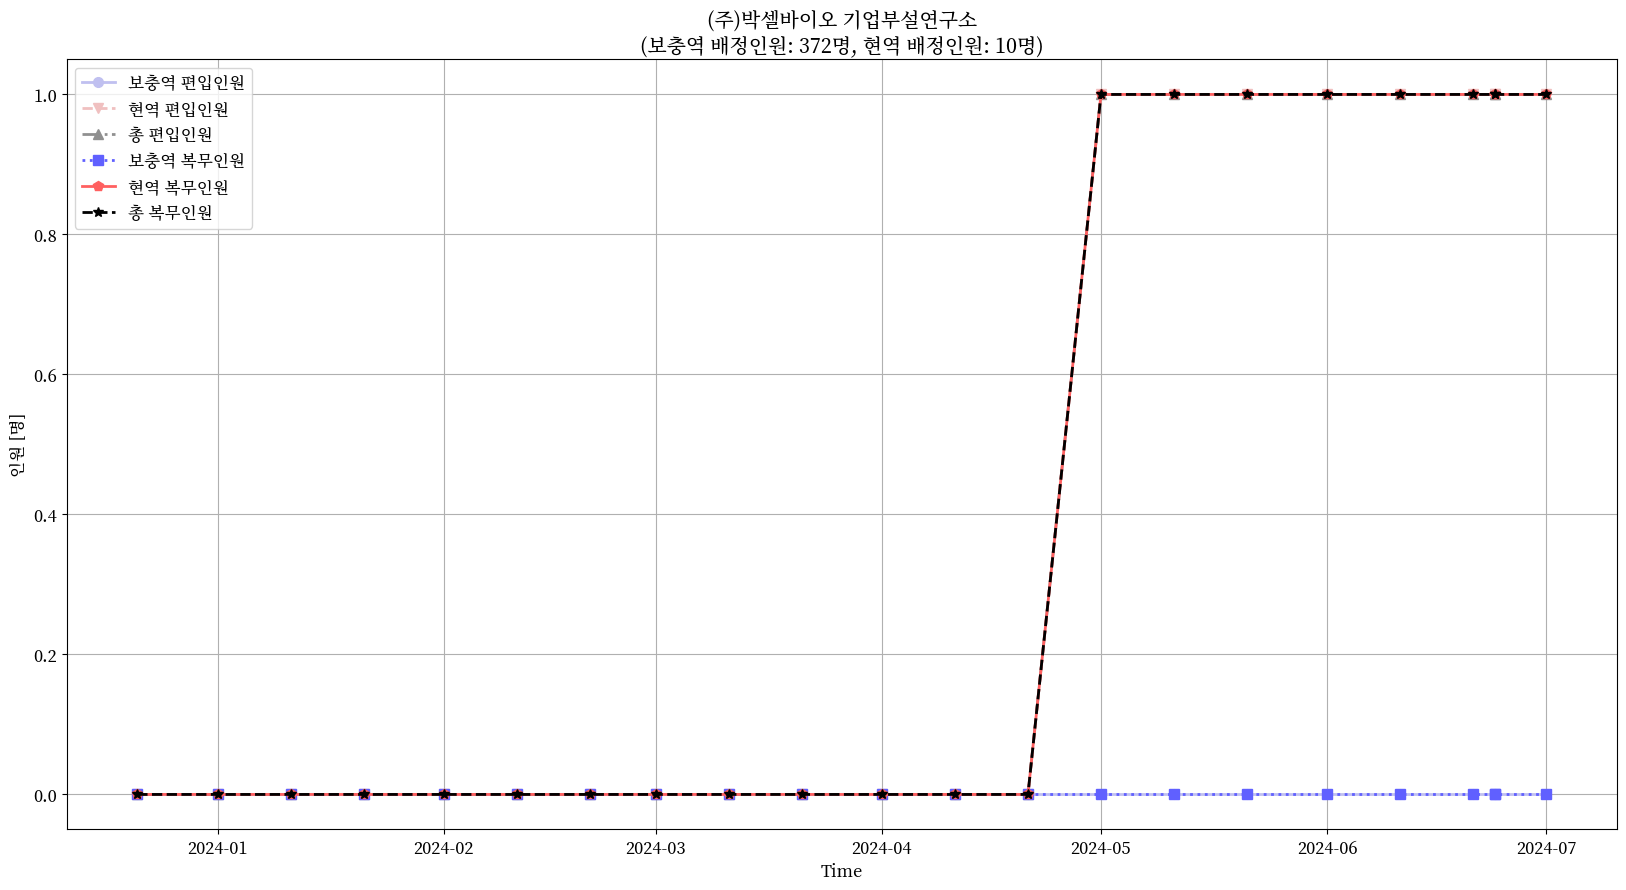 (주)박셀바이오 기업부설연구소
(보충역 배정인원: 372명, 현역 배정인원: 10명)
보충역 편입인원
현역 편입인원
총 편입인원
보충역 복무인원
현역 복무인원
총 복무인원
1.0
0.8
0.6
0.4
0.2
0.0
인원 [명]
2024-01 2024-02 2024-03 2024-04 2024-05 2024-06 2024-07
Time